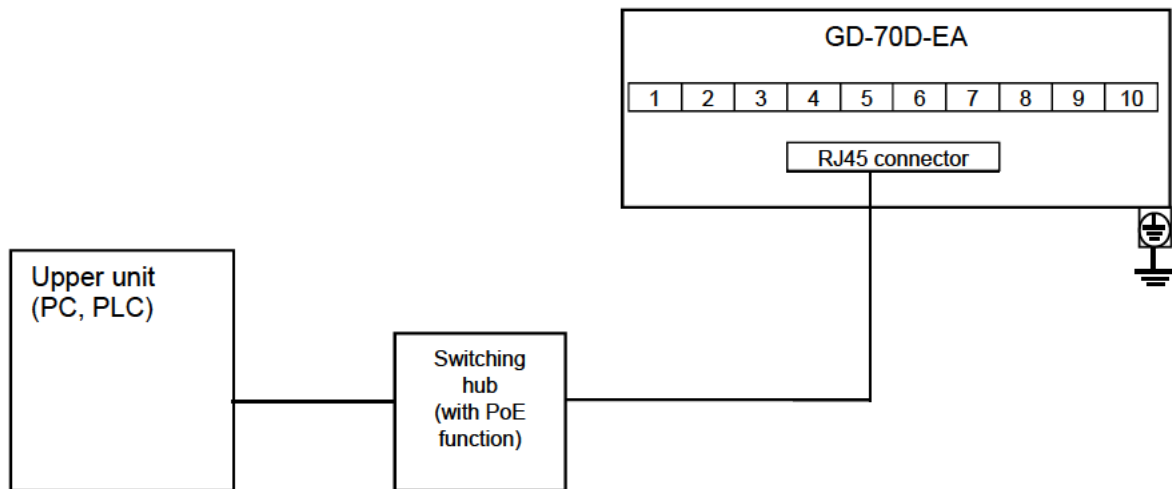 GD-70D-EA
1 2 3 4 5 6 7 8 9 10
RJ45 connector
Upper unit
(PC, PLC)
Switching
hub
(with PoE
function)